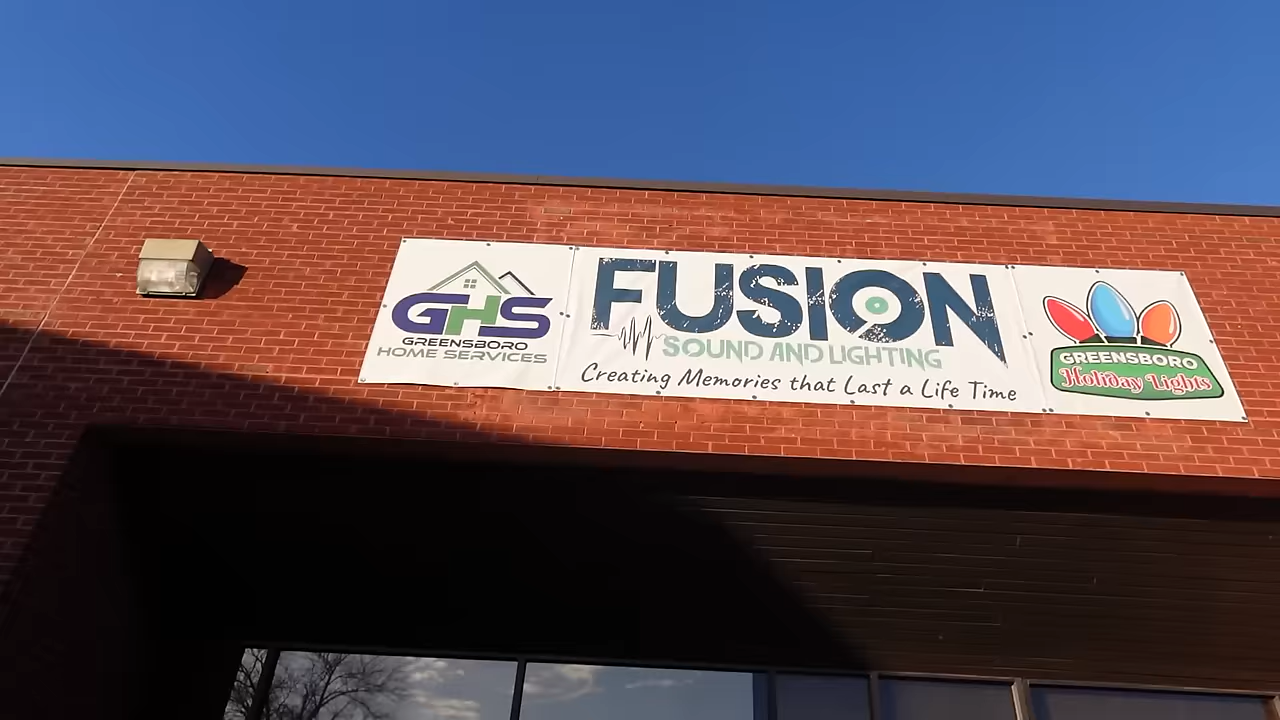 GHS
GREENSBORO
HOME SERVICES
FUSION
SOUND AND LIGHTING
Creating Memories that Last a Life Time
GREENSBORO
Holiday Lights